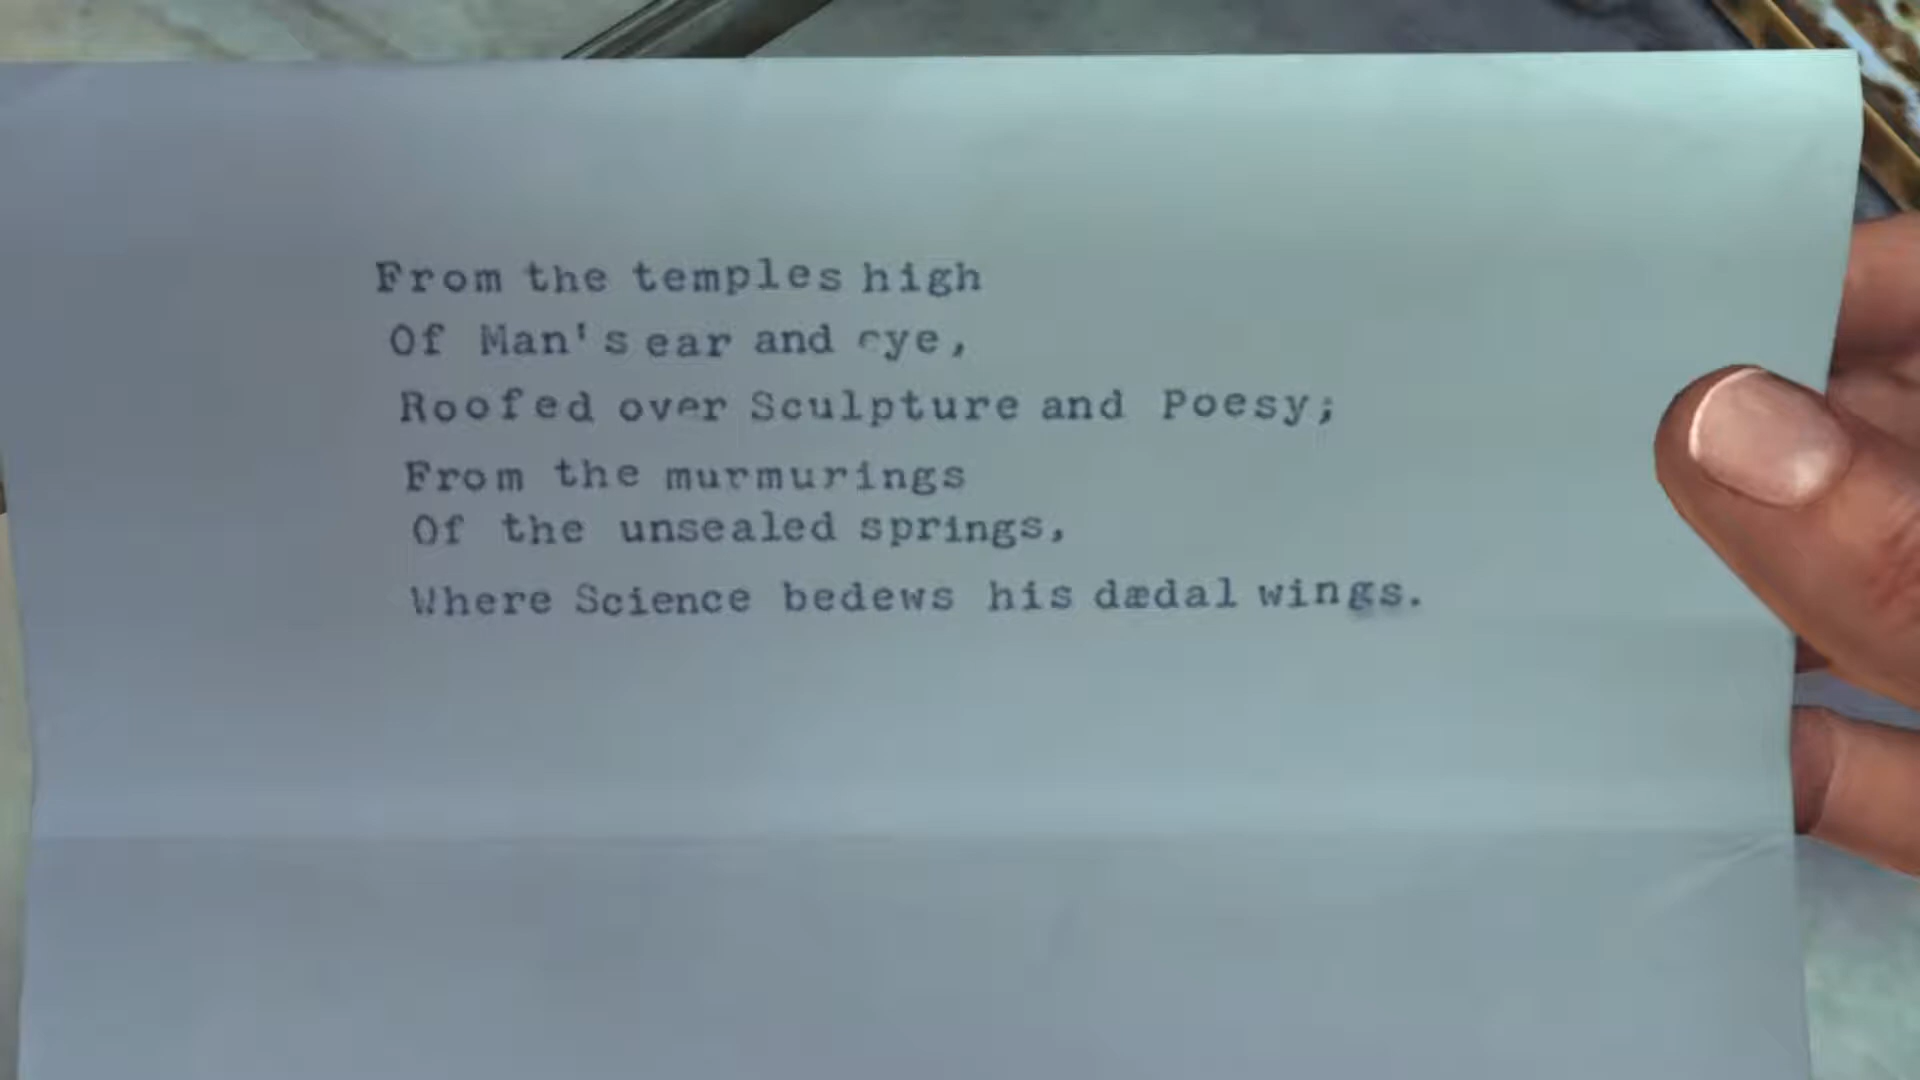 From the temples high
Of Man's ear and eye,
Roofed over Sculpture and Poesy;
From the murmurings
Of the unsealed springs,
Where Science bedews his dædal wings.